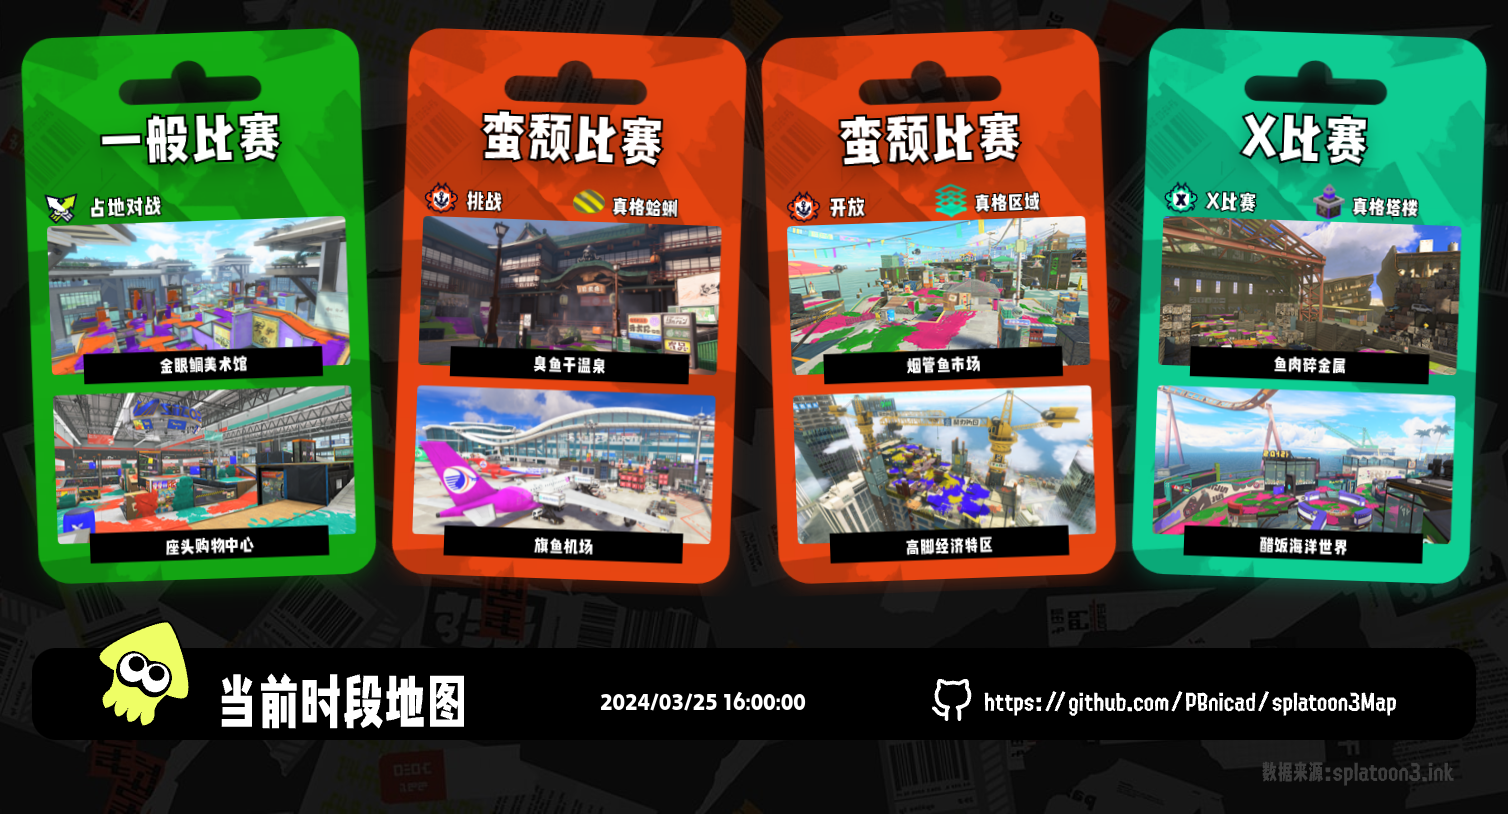 一般比赛
占地对战
金眼鲷美术馆
座头购物中心
蛮颓比赛
挑战
真格蛤蜊
臭鱼干温泉
旗鱼机场
蛮颓比赛
开放
真格区域
烟管鱼市场
高脚经济特区
X比赛
X比赛
真格塔楼
鱼肉碎金属
醋饭海洋世界
当前时段地图
2024/03/25 16:00:00
https://github.com/PBnicad/splatoon3Map
数据来源:splatoon3.ink